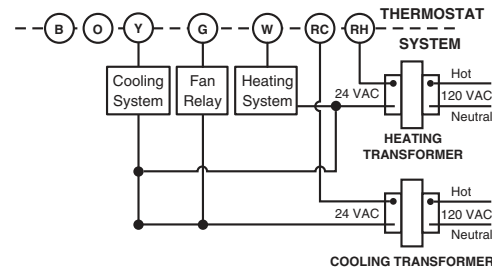 THERMOSTAT
SYSTEM
B O Y G W RC RH
Cooling
System
Fan
Relay
Heating
System
24 VAC
Hot
120 VAC
Neutral
HEATING
TRANSFORMER
24 VAC
Hot
120 VAC
Neutral
COOLING TRANSFORMER